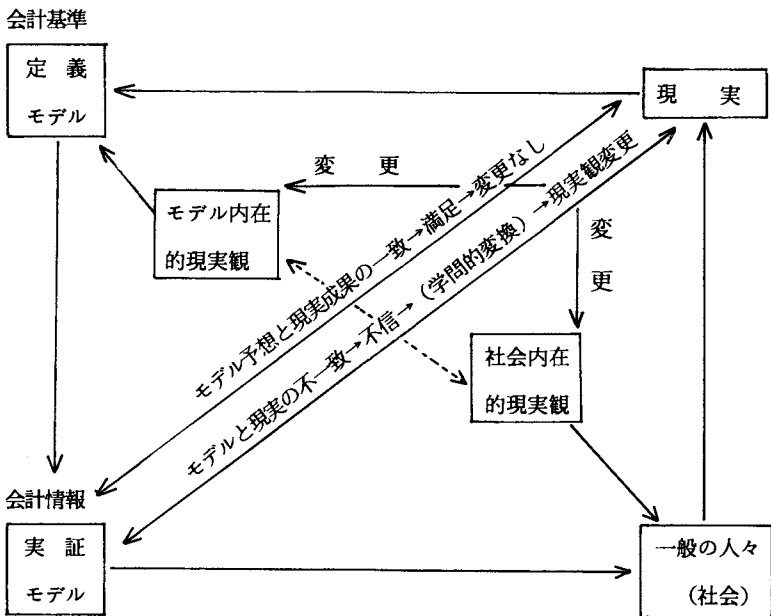 会計基準
定義
モデル
現実
変更
モデル内在
的現実観
変
更
モデル予想と現実成果の一致→満足→変更なし
モデルと現実の不一致→不信→(学問的変換)→現実観変更
社会内在
的現実観
会計情報
実証
モデル
一般の人々
(社会)